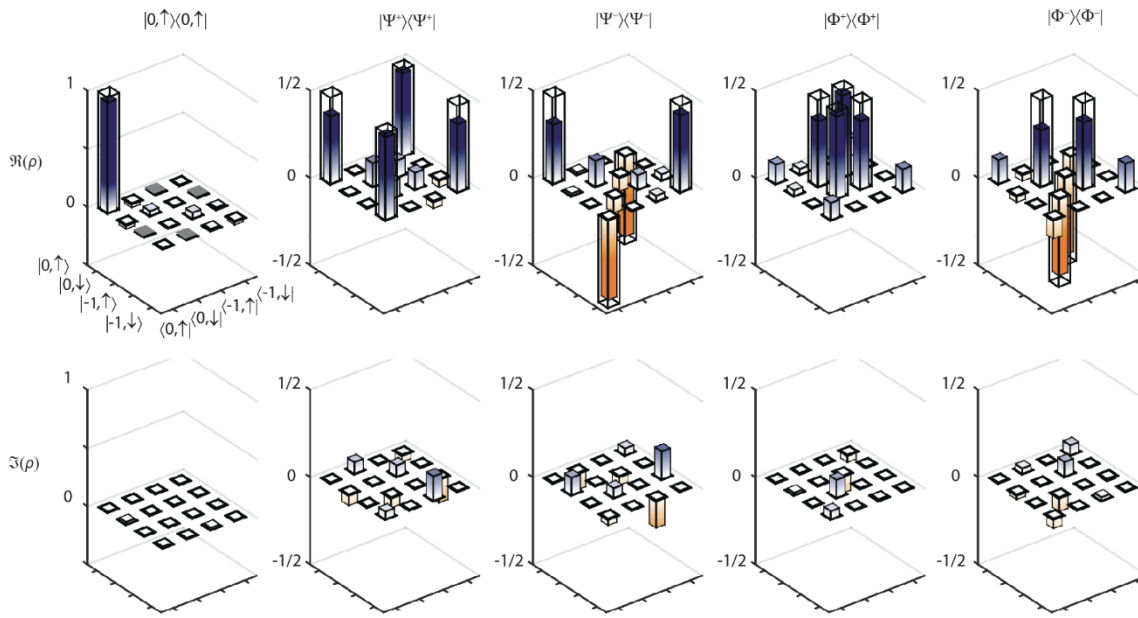 |0,↑⟩⟨0,↑| |Ψ⁺⟩⟨Ψ⁺| |Ψ⁻⟩⟨Ψ⁻| |Φ⁺⟩⟨Φ⁺| |Φ⁻⟩⟨Φ⁻|
1 1/2 1/2 1/2 1/2
ℜ(ρ) 0 0 0 0
0
-1/2 -1/2 -1/2 -1/2
|0,↑⟩
|0,↓⟩
|-1,↑⟩
|-1,↓⟩
⟨0,↑|
⟨0,↓|
⟨-1,↑|
⟨-1,↓|
1 1/2 1/2 1/2 1/2
ℑ(ρ) 0 0 0 0
0
-1/2 -1/2 -1/2 -1/2